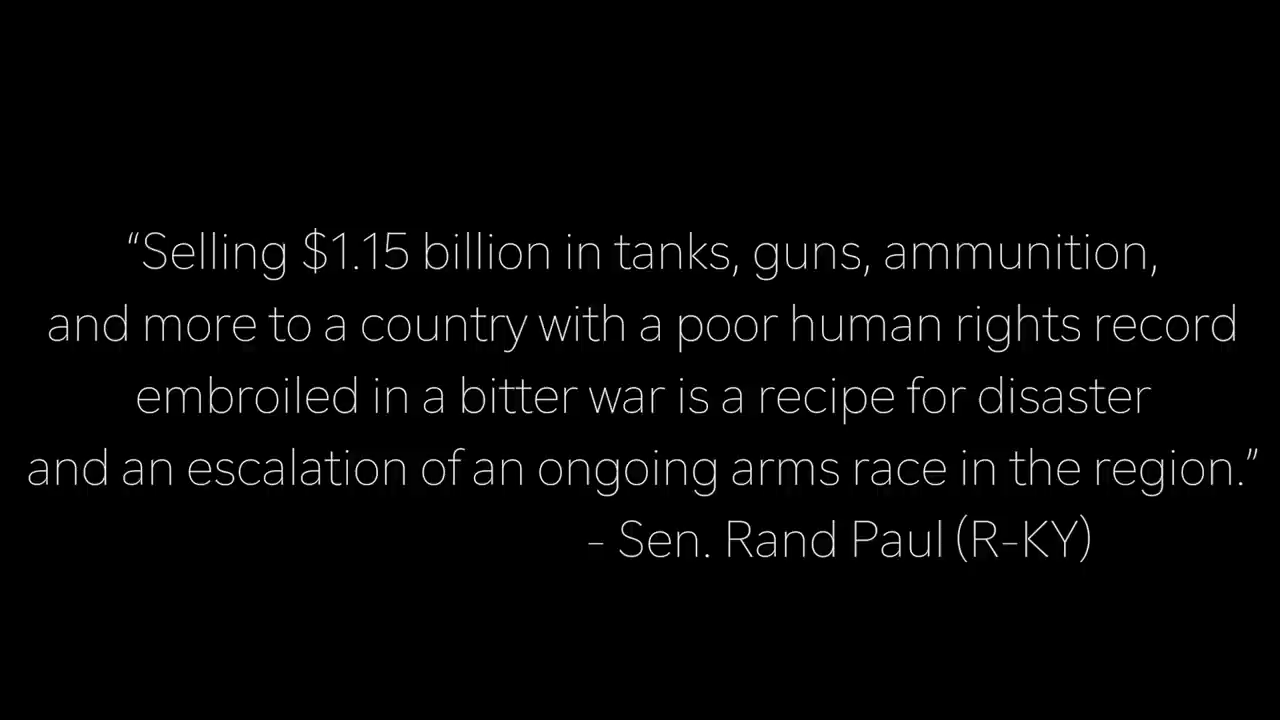 “Selling $1.15 billion in tanks, guns, ammunition,
and more to a country with a poor human rights record
embroiled in a bitter war is a recipe for disaster
and an escalation of an ongoing arms race in the region.”
- Sen. Rand Paul (R-KY)